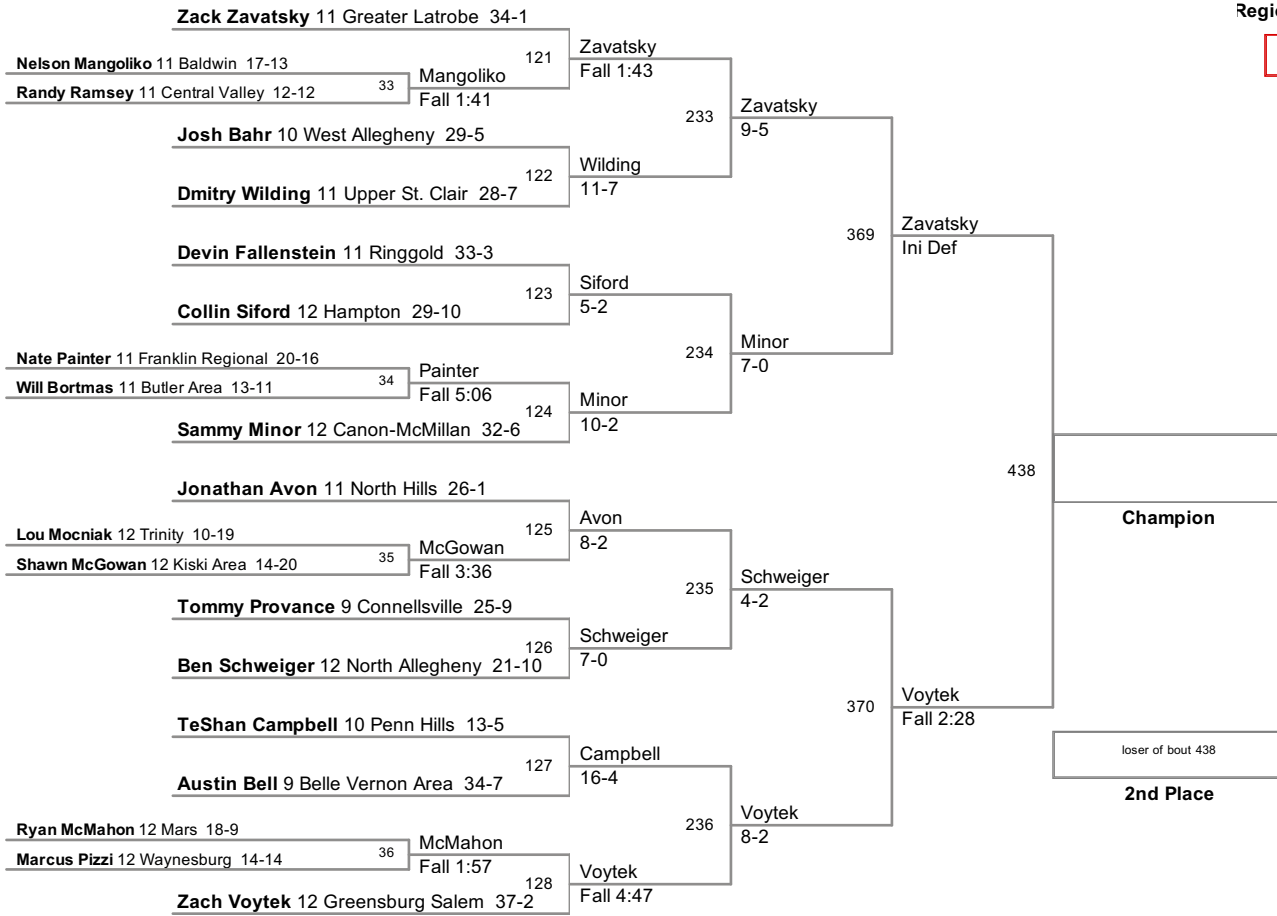 Regi
Zack Zavatsky 11 Greater Latrobe 34-1
121
Zavatsky
Fall 1:43
Nelson Mangoliko 11 Baldwin 17-13
33
Mangoliko
Fall 1:41
Randy Ramsey 11 Central Valley 12-12
233
Zavatsky
9-5
Josh Bahr 10 West Allegheny 29-5
122
Wilding
11-7
Dmitry Wilding 11 Upper St. Clair 28-7
369
Zavatsky
Ini Def
Devin Fallenstein 11 Ringgold 33-3
123
Siford
5-2
Collin Siford 12 Hampton 29-10
234
Minor
7-0
Nate Painter 11 Franklin Regional 20-16
34
Painter
Fall 5:06
Will Bortmas 11 Butler Area 13-11
124
Minor
10-2
Sammy Minor 12 Canon-McMillan 32-6
438
Champion
Jonathan Avon 11 North Hills 26-1
125
Avon
8-2
Lou Mocniak 12 Trinity 10-19
35
McGowan
Fall 3:36
Shawn McGowan 12 Kiski Area 14-20
235
Schweiger
4-2
Tommy Provance 9 Connellsville 25-9
126
Schweiger
7-0
Ben Schweiger 12 North Allegheny 21-10
370
Voytek
Fall 2:28
TeShan Campbell 10 Penn Hills 13-5
127
Campbell
16-4
Austin Bell 9 Belle Vernon Area 34-7
loser of bout 438
2nd Place
236
Voytek
8-2
Ryan McMahon 12 Mars 18-9
36
McMahon
Fall 1:57
Marcus Pizzi 12 Waynesburg 14-14
128
Voytek
Fall 4:47
Zach Voytek 12 Greensburg Salem 37-2